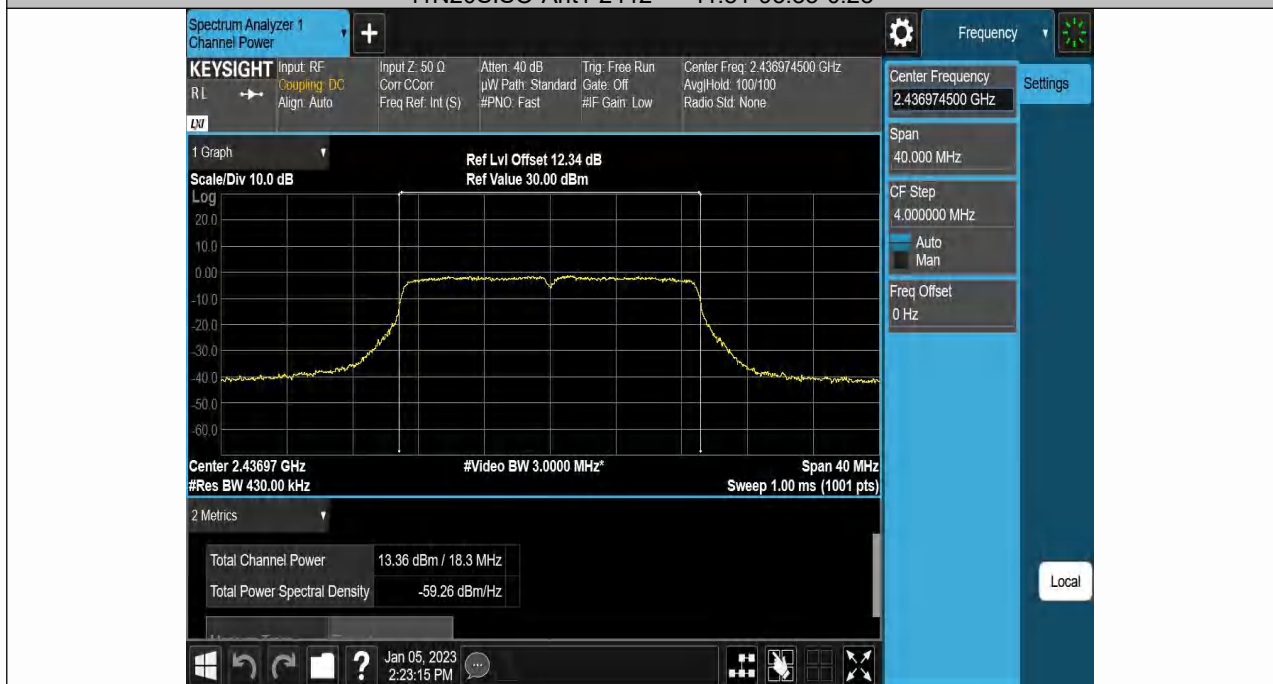 Spectrum Analyzer 1
Channel Power
+
Frequency
KEYSIGHT
RL
LXI
Input: RF
Coupling: DC
Align: Auto
Input Z: 50 Ω
Corr CCorr
Freq Ref: Int (S)
Atten: 40 dB
µW Path: Standard
#PNO: Fast
Trig: Free Run
Gate: Off
#IF Gain: Low
Center Freq: 2.436974500 GHz
Avg|Hold: 100/100
Radio Std: None
Center Frequency
2.436974500 GHz
Settings
Span
40.000 MHz
CF Step
4.000000 MHz
Auto
Man
Freq Offset
0 Hz
1 Graph
Ref Lvl Offset 12.34 dB
Scale/Div 10.0 dB
Ref Value 30.00 dBm
Log
20.0
10.0
0.00
-10.0
-20.0
-30.0
-40.0
-50.0
-60.0
Center 2.43697 GHz
#Video BW 3.0000 MHz*
Span 40 MHz
#Res BW 430.00 kHz
Sweep 1.00 ms (1001 pts)
2 Metrics
Total Channel Power 13.36 dBm / 18.3 MHz
Total Power Spectral Density -59.26 dBm/Hz
Local
?
Jan 05, 2023
2:23:15 PM